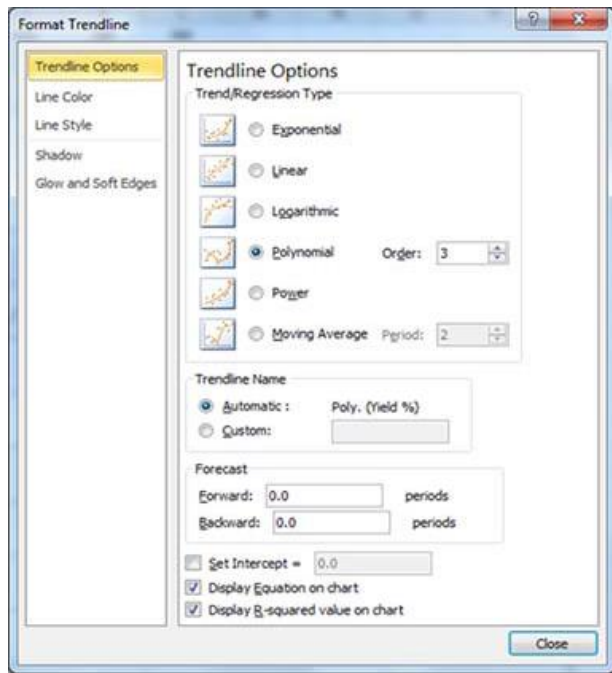 Format Trendline
?
Trendline Options
Line Color
Line Style
Shadow
Glow and Soft Edges
Trendline Options
Trend/Regression Type
Exponential
Linear
Logarithmic
Polynomial Order: 3
Power
Moving Average Period: 2
Trendline Name
Automatic : Poly. (Yield %)
Custom:
Forecast
Forward: 0.0 periods
Backward: 0.0 periods
Set Intercept = 0.0
Display Equation on chart
Display R-squared value on chart
Close